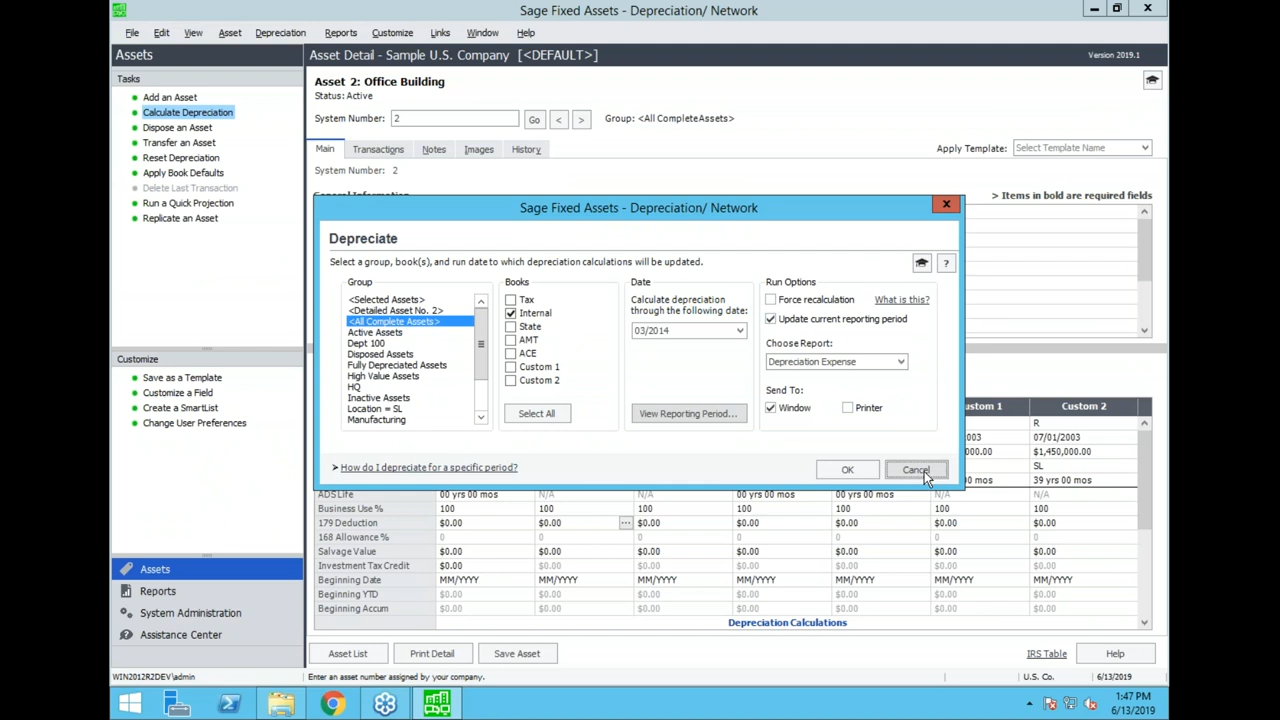 Sage Fixed Assets - Depreciation/ Network
File Edit View Asset Depreciation Reports Customize Links Window Help
Assets
Asset Detail - Sample U.S. Company [<DEFAULT>]
Version 2019.1
Tasks
Add an Asset
Calculate Depreciation
Dispose an Asset
Transfer an Asset
Reset Depreciation
Apply Book Defaults
Delete Last Transaction
Run a Quick Projection
Replicate an Asset
Asset 2: Office Building
Status: Active
System Number: 2 Go < > Group: <All CompleteAssets>
Main Transactions Notes Images History Apply Template: Select Template Name
System Number: 2
> Items in bold are required fields
Sage Fixed Assets - Depreciation/ Network
Depreciate
Select a group, book(s), and run date to which depreciation calculations will be updated.
?
Group
<Selected Assets>
<Detailed Asset No. 2>
<All Complete Assets>
Active Assets
Dept 100
Disposed Assets
Fully Depreciated Assets
High Value Assets
HQ
Inactive Assets
Location = SL
Manufacturing
Books
Tax
Internal
State
AMT
ACE
Custom 1
Custom 2
Select All
Date
Calculate depreciation
through the following date:
03/2014
View Reporting Period...
Run Options
Force recalculation What is this?
Update current reporting period
Choose Report:
Depreciation Expense
Send To:
Window Printer
How do I depreciate for a specific period?
OK Cancel
Customize
Save as a Template
Customize a Field
Create a SmartList
Change User Preferences
Custom 2
R
07/01/2003
$1,450,000.00
SL
39 yrs 00 mos
ADS Life 00 yrs 00 mos N/A N/A 00 yrs 00 mos 00 yrs 00 mos N/A N/A
Business Use % 100 100 100 100 100 100 100
179 Deduction $0.00 $0.00 ... $0.00 $0.00 $0.00 $0.00 $0.00
168 Allowance % 0 0 0 0 0 0 0
Salvage Value $0.00 $0.00 $0.00 $0.00 $0.00 $0.00 $0.00
Investment Tax Credit $0.00 $0.00 $0.00 $0.00 $0.00 $0.00 $0.00
Beginning Date MM/YYYY MM/YYYY MM/YYYY MM/YYYY MM/YYYY MM/YYYY MM/YYYY
Beginning YTD $0.00 $0.00 $0.00 $0.00 $0.00 $0.00 $0.00
Beginning Accum $0.00 $0.00 $0.00 $0.00 $0.00 $0.00 $0.00
Depreciation Calculations
Assets
Reports
System Administration
Assistance Center
Asset List Print Detail Save Asset IRS Table Help
WIN2012R2DEV\admin Enter an asset number assigned by your company. U.S. Co. 6/13/2019
1:47 PM
6/13/2019